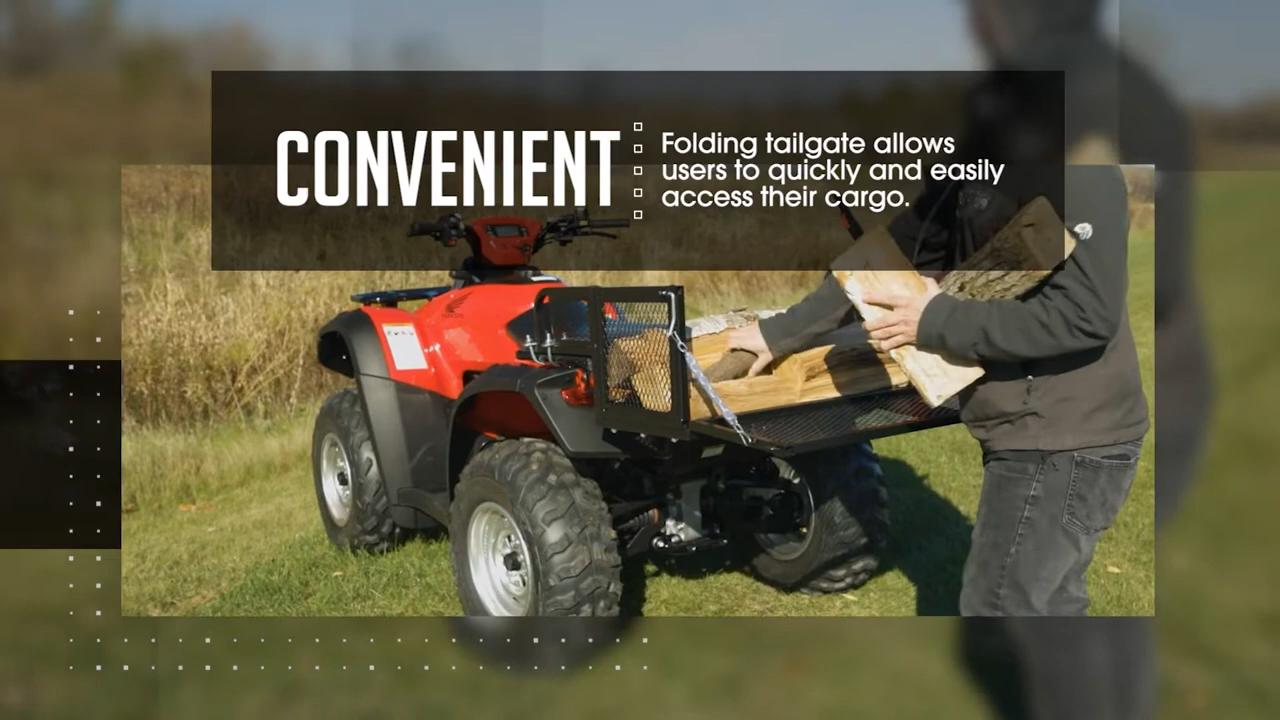 CONVENIENT
Folding tailgate allows
users to quickly and easily
access their cargo.